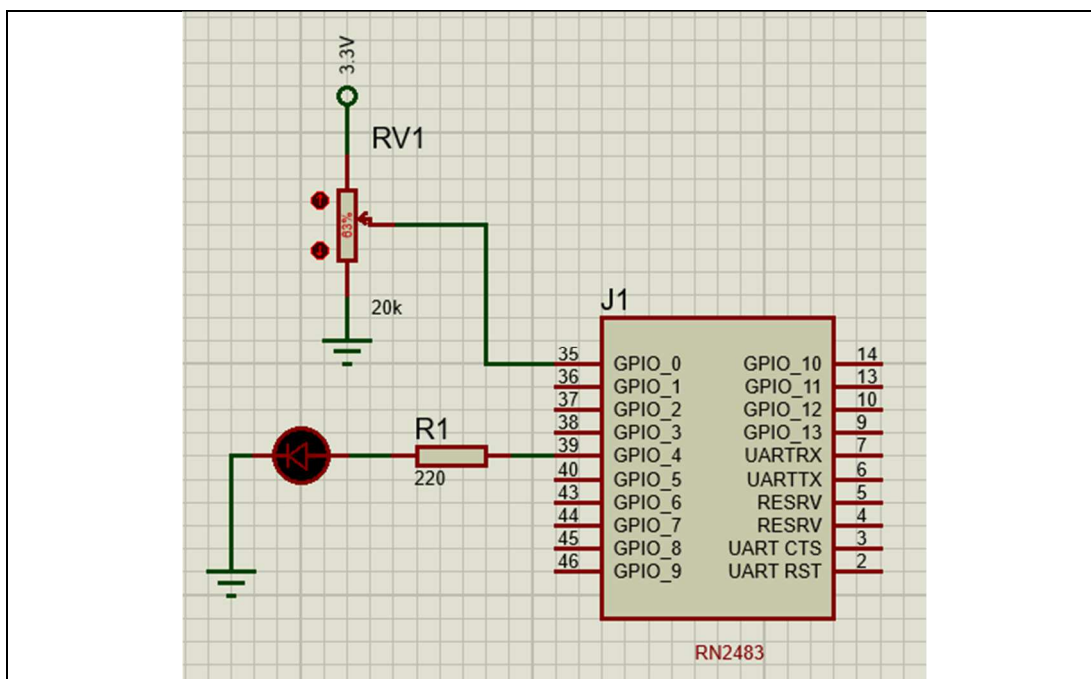 3.3V
RV1
63%
20k
J1
35 GPIO_0 GPIO_10 14
36 GPIO_1 GPIO_11 13
37 GPIO_2 GPIO_12 10
38 GPIO_3 GPIO_13 9
39 GPIO_4 UARTRX 7
40 GPIO_5 UARTTX 6
43 GPIO_6 RESRV 5
44 GPIO_7 RESRV 4
45 GPIO_8 UART CTS 3
46 GPIO_9 UART RST 2
R1
220
RN2483